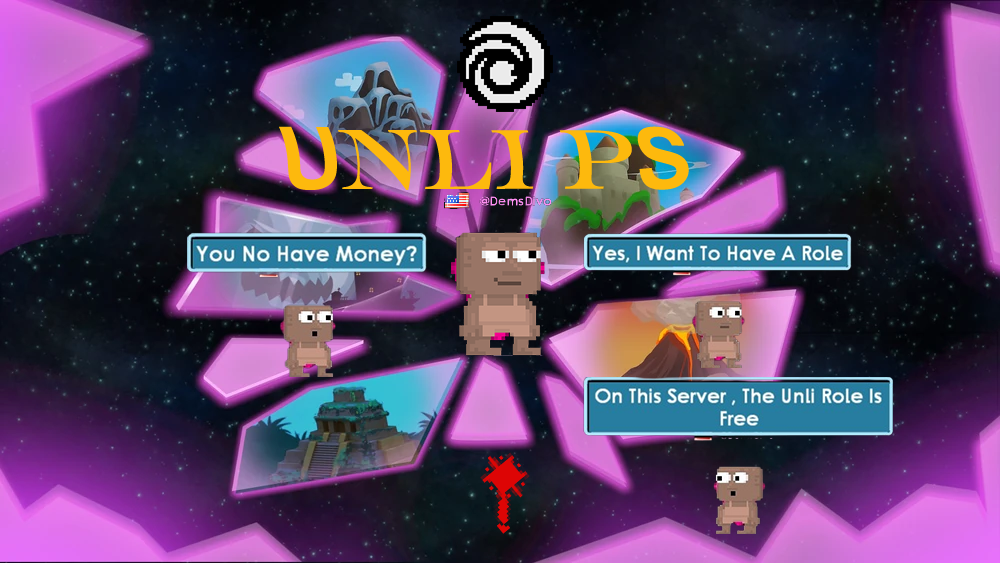 UNLI PS
@DemsDivo
You No Have Money?
Yes, I Want To Have A Role
On This Server , The Unli Role Is
Free